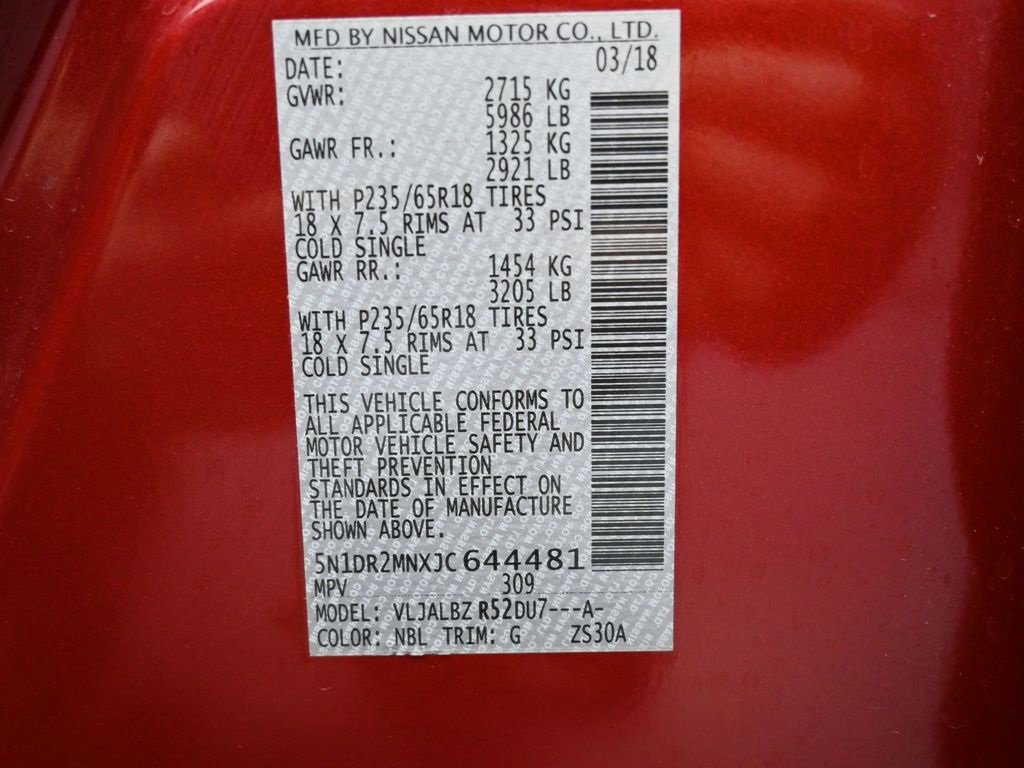 MFD BY NISSAN MOTOR CO., LTD.
DATE: 03/18
GVWR: 2715 KG
5986 LB
GAWR FR.: 1325 KG
2921 LB
WITH P235/65R18 TIRES
18 X 7.5 RIMS AT 33 PSI
COLD SINGLE
GAWR RR.: 1454 KG
3205 LB
WITH P235/65R18 TIRES
18 X 7.5 RIMS AT 33 PSI
COLD SINGLE
THIS VEHICLE CONFORMS TO
ALL APPLICABLE FEDERAL
MOTOR VEHICLE SAFETY AND
THEFT PREVENTION
STANDARDS IN EFFECT ON
THE DATE OF MANUFACTURE
SHOWN ABOVE.
5N1DR2MNXJC644481
MPV 309
MODEL: VLJALBZ R52DU7---A-
COLOR: NBL TRIM: G ZS30A